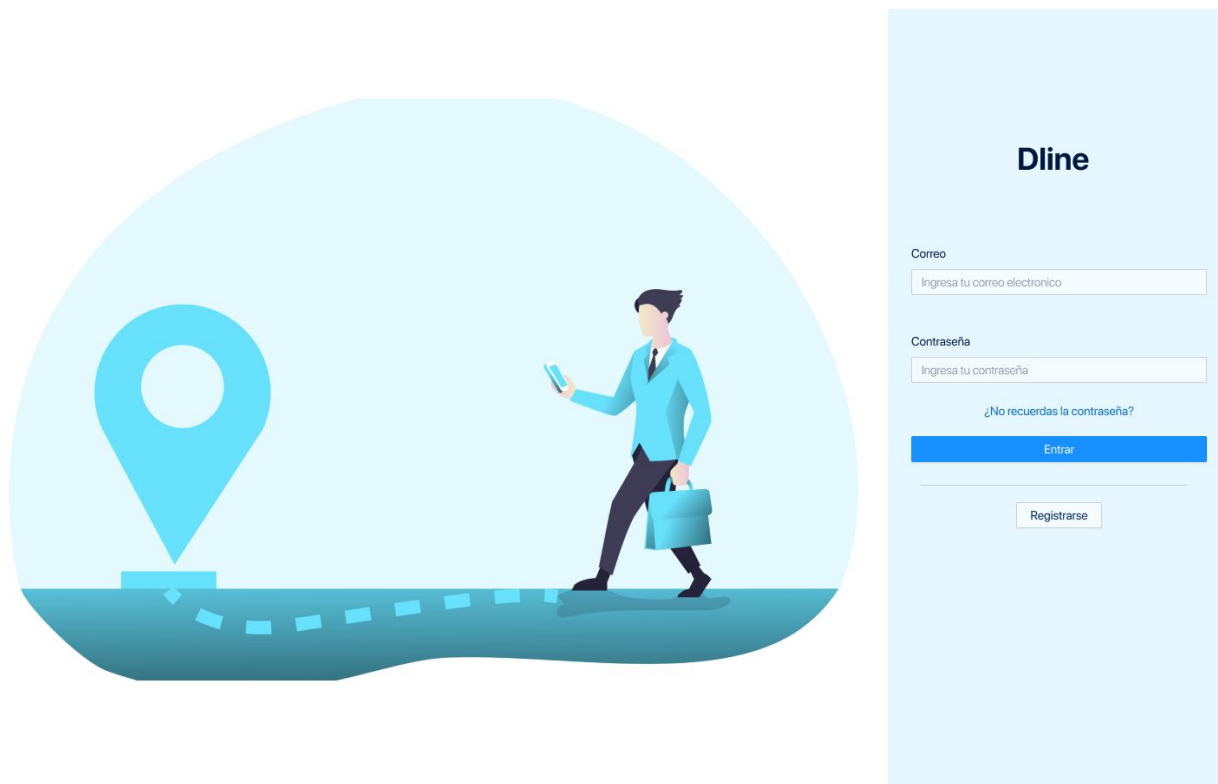 Dline
Correo
Ingresa tu correo electronico
Contraseña
Ingresa tu contraseña
¿No recuerdas la contraseña?
Entrar
Registrarse